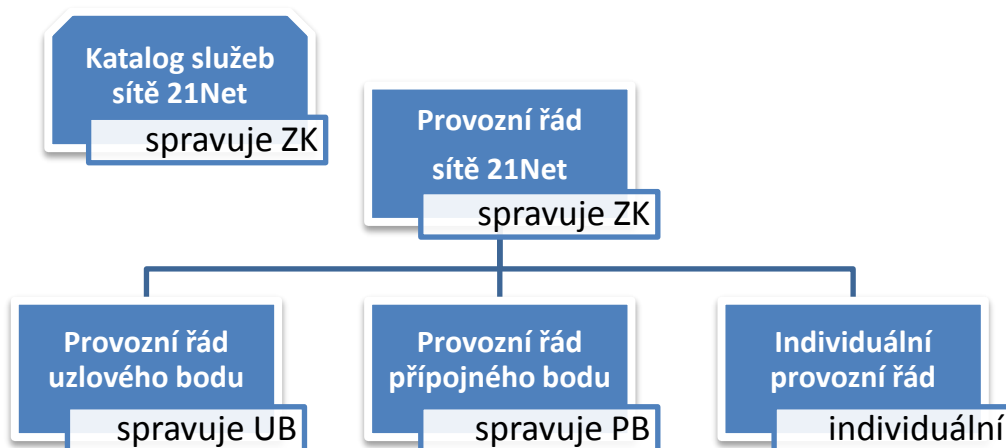 Katalog služeb
sítě 21Net
spravuje ZK
Provozní řád
sítě 21Net
spravuje ZK
Provozní řád
uzlového bodu
spravuje UB
Provozní řád
přípojného bodu
spravuje PB
Individuální
provozní řád
individuální